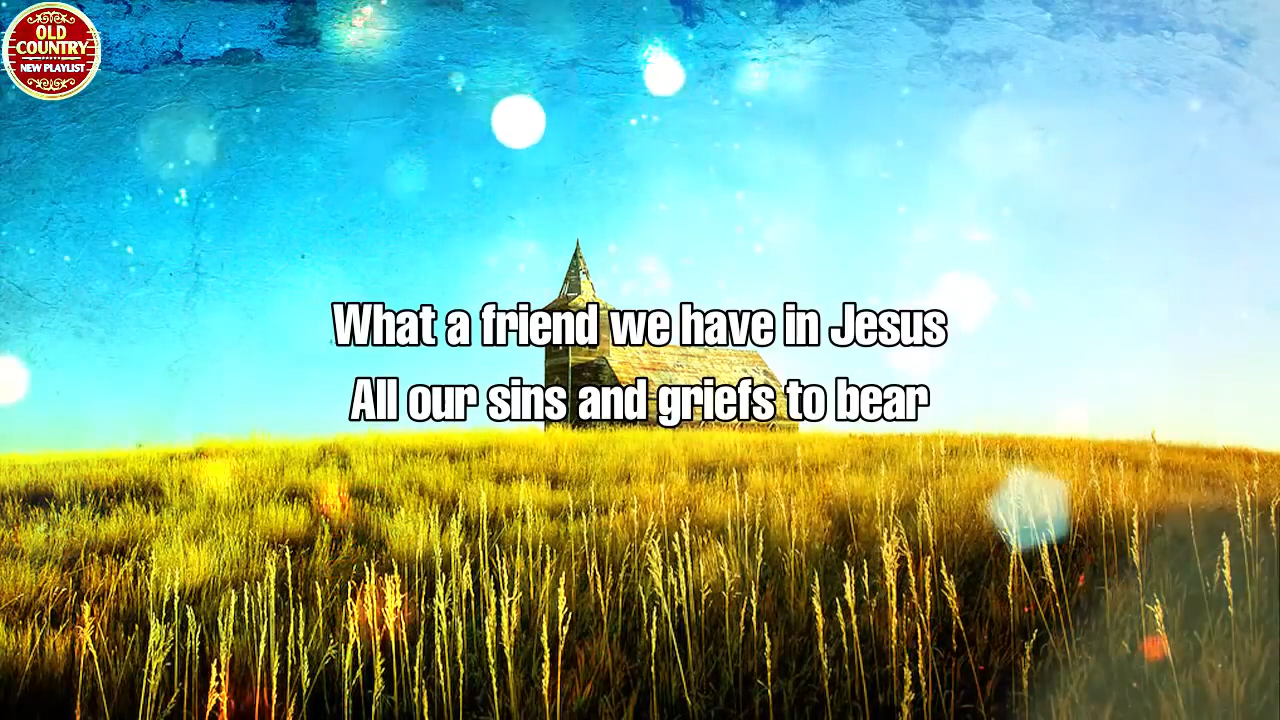 OLD
COUNTRY
NEW PLAYLIST
What a friend we have in Jesus
All our sins and griefs to bear